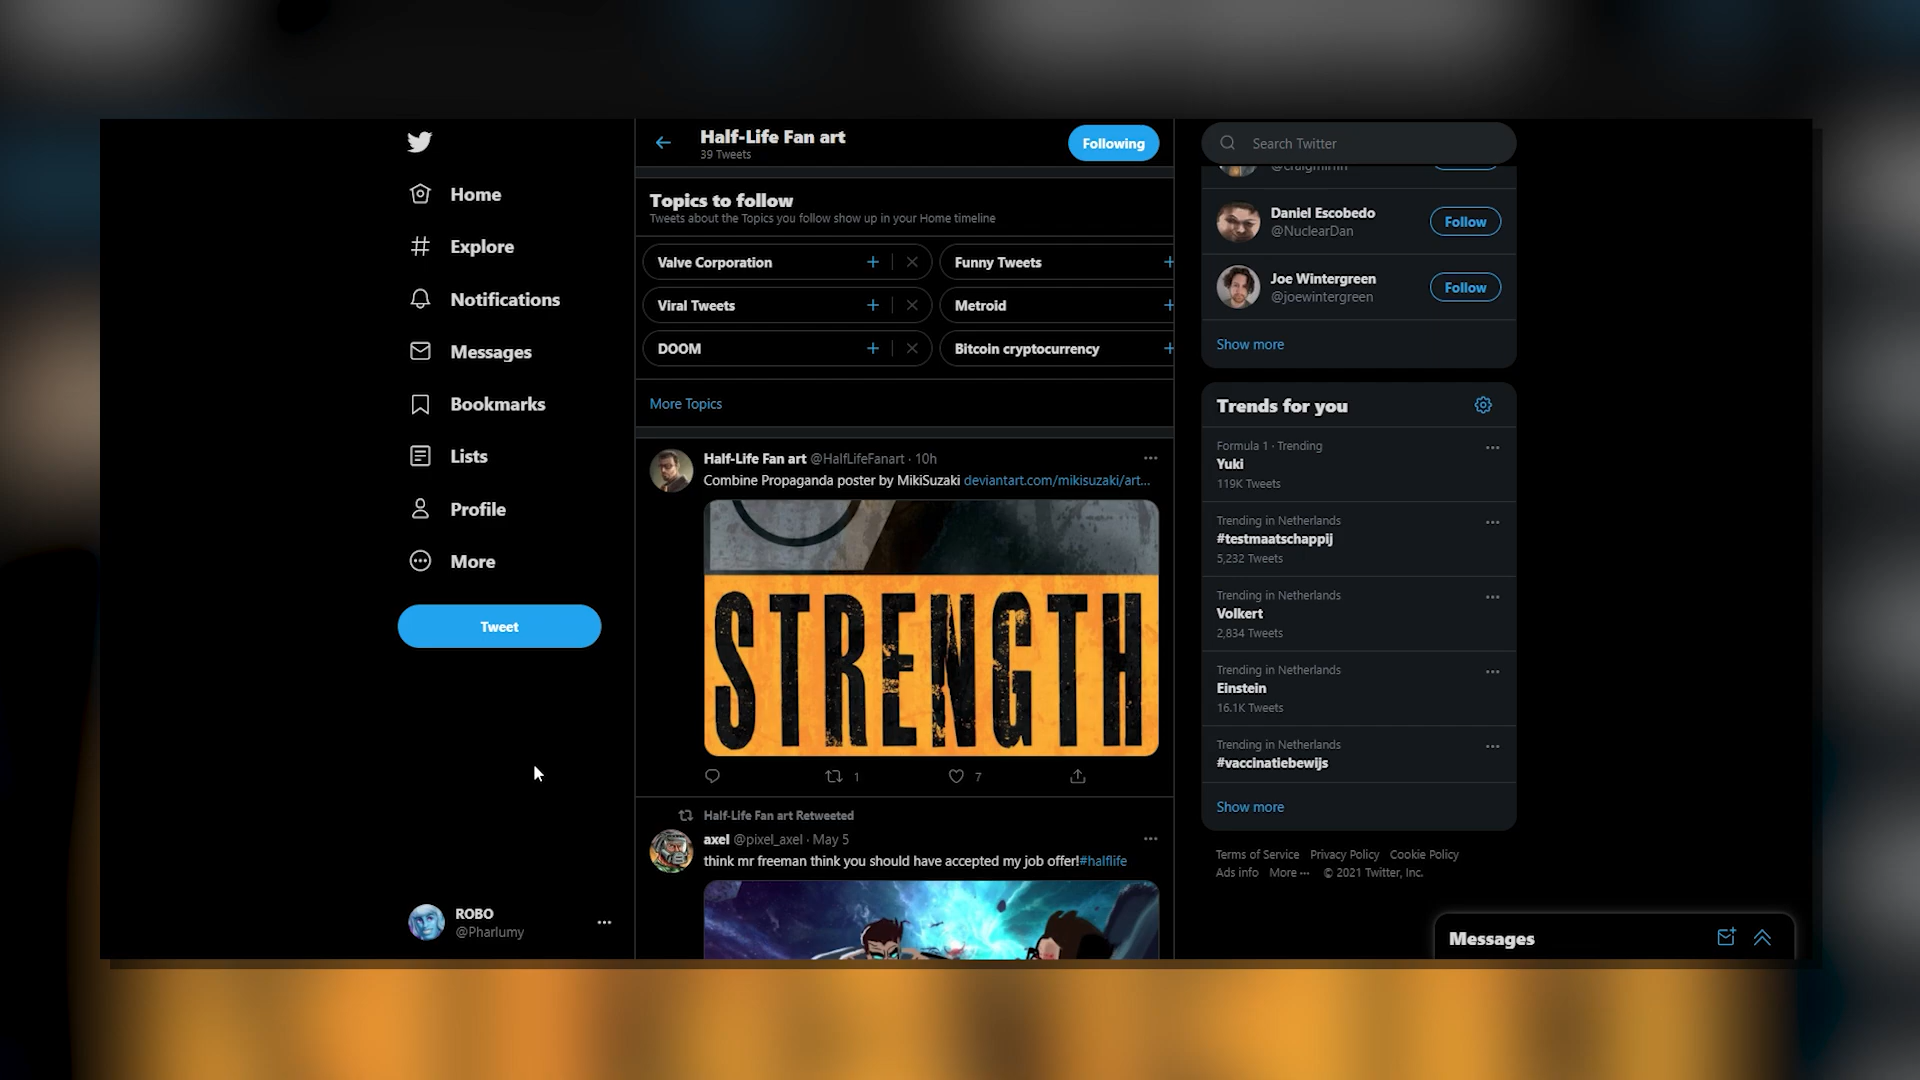 Home
Explore
Notifications
Messages
Bookmarks
Lists
Profile
More
Tweet
ROBO
@Pharlumy
Half-Life Fan art
39 Tweets
Following
Topics to follow
Tweets about the Topics you follow show up in your Home timeline
Valve Corporation
Funny Tweets
Viral Tweets
Metroid
DOOM
Bitcoin cryptocurrency
More Topics
Half-Life Fan art @HalfLifeFanart · 10h
Combine Propaganda poster by MikiSuzaki deviantart.com/mikisuzaki/art...
STRENGTH
1
7
Half-Life Fan art Retweeted
axel @pixel_axel · May 5
think mr freeman think you should have accepted my job offer!#halflife
Search Twitter
Daniel Escobedo
@NuclearDan
Follow
Joe Wintergreen
@joewintergreen
Follow
Show more
Trends for you
Formula 1 · Trending
Yuki
119K Tweets
Trending in Netherlands
#testmaatschappij
5,232 Tweets
Trending in Netherlands
Volkert
2,834 Tweets
Trending in Netherlands
Einstein
16.1K Tweets
Trending in Netherlands
#vaccinatiebewijs
Show more
Terms of Service Privacy Policy Cookie Policy
Ads info More ··· © 2021 Twitter, Inc.
Messages